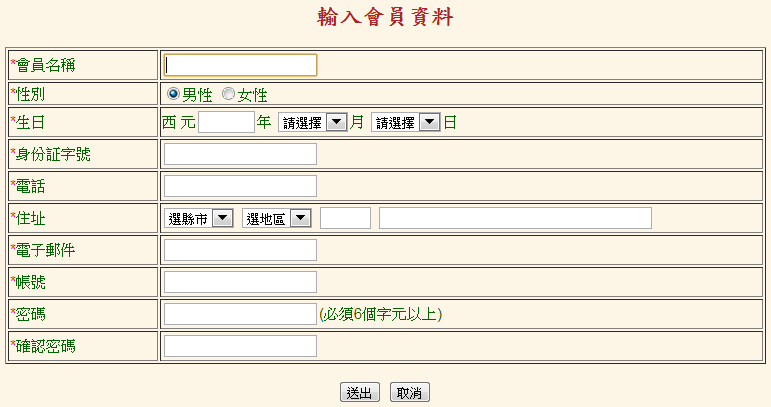 輸入會員資料
*會員名稱
*性別 男性 女性
*生日 西元 年 請選擇 月 請選擇 日
*身份証字號
*電話
*住址 選縣市 選地區
*電子郵件
*帳號
*密碼 (必須6個字元以上)
*確認密碼
送出 取消